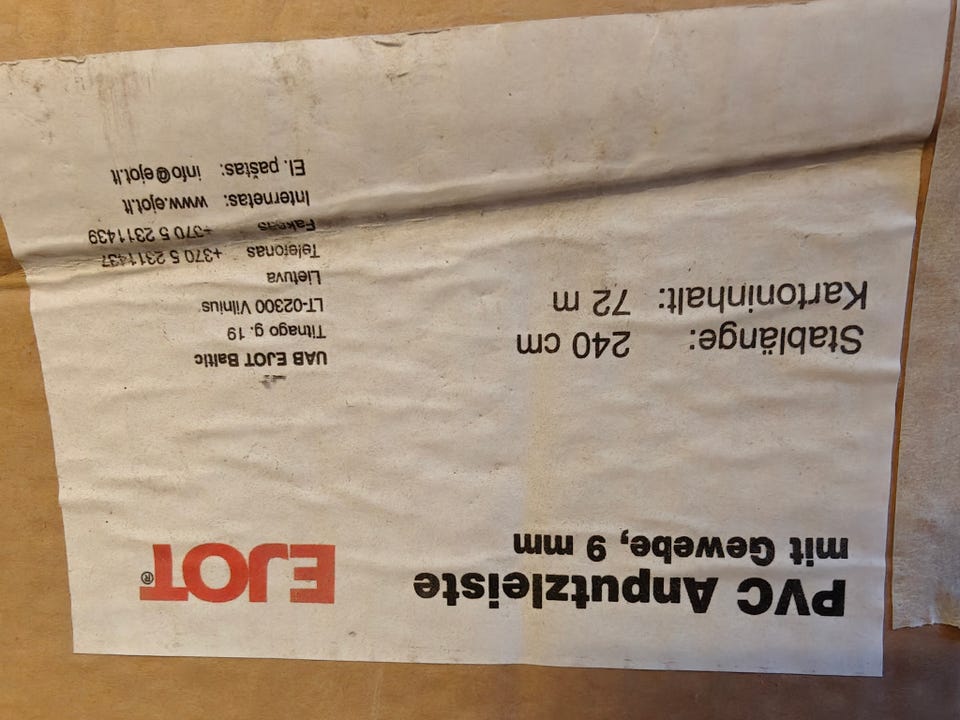 PVC Anputzleiste
mit Gewebe, 9 mm
EJOT®
Stablänge: 240 cm
Kartoninhalt: 72 m
UAB EJOT Baltic
Titnago g. 19
LT-02300 Vilnius
Lietuva
Telefonas +370 5 2311437
Faksas +370 5 2311439
Internetas: www.ejot.lt
El. paštas: info@ejot.lt